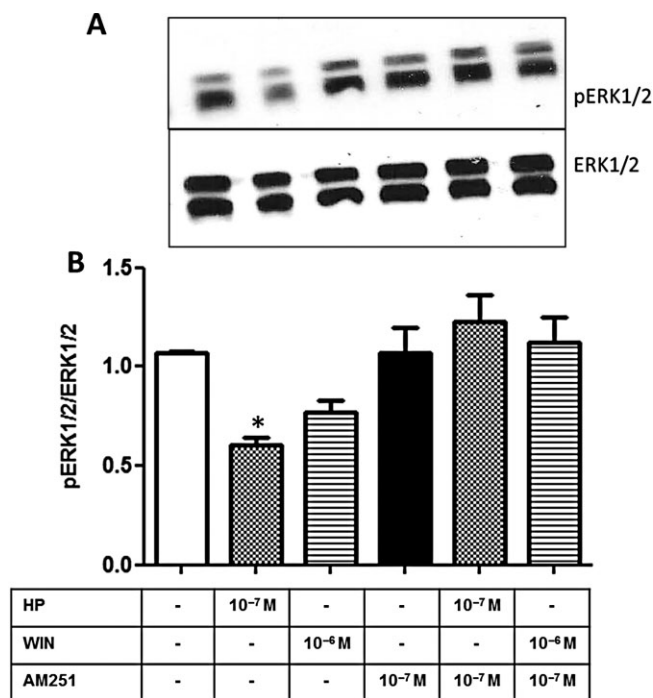 A
pERK1/2
ERK1/2
B
pERK1/2/ERK1/2
1.5
1.0
0.5
0.0
*
HP - 10⁻⁷ M - - 10⁻⁷ M -
WIN - - 10⁻⁶ M - - 10⁻⁶ M
AM251 - - - 10⁻⁷ M 10⁻⁷ M 10⁻⁷ M